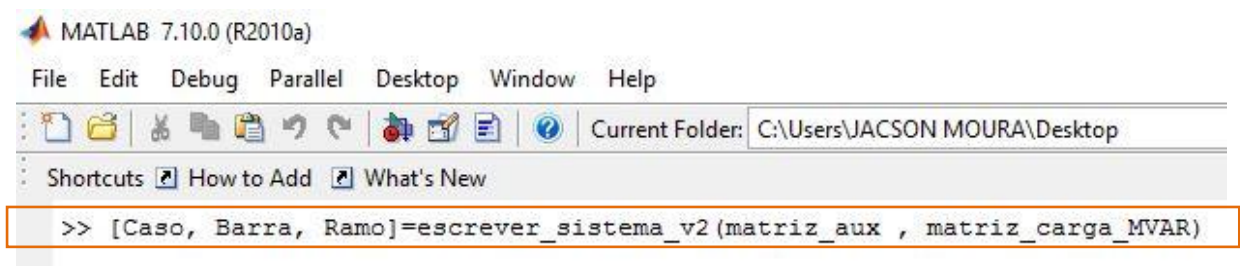 MATLAB 7.10.0 (R2010a)
File Edit Debug Parallel Desktop Window Help
Current Folder: C:\Users\JACSON MOURA\Desktop
Shortcuts How to Add What's New
>> [Caso, Barra, Ramo]=escrever_sistema_v2(matriz_aux , matriz_carga_MVAR)